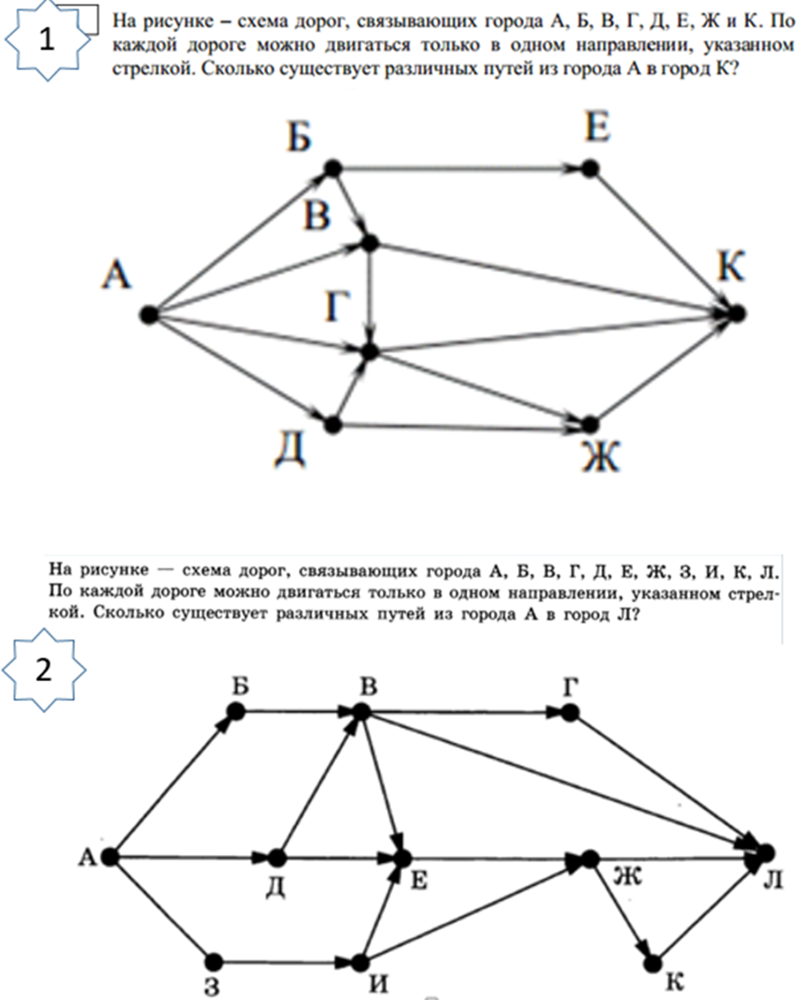 1
На рисунке – схема дорог, связывающих города А, Б, В, Г, Д, Е, Ж и К. По
каждой дороге можно двигаться только в одном направлении, указанном
стрелкой. Сколько существует различных путей из города А в город К?
Б
Е
В
А
К
Г
Д
Ж
На рисунке — схема дорог, связывающих города А, Б, В, Г, Д, Е, Ж, З, И, К, Л.
По каждой дороге можно двигаться только в одном направлении, указанном стрел-
кой. Сколько существует различных путей из города А в город Л?
2
Б
В
Г
А
Д
Е
Ж
Л
З
И
К